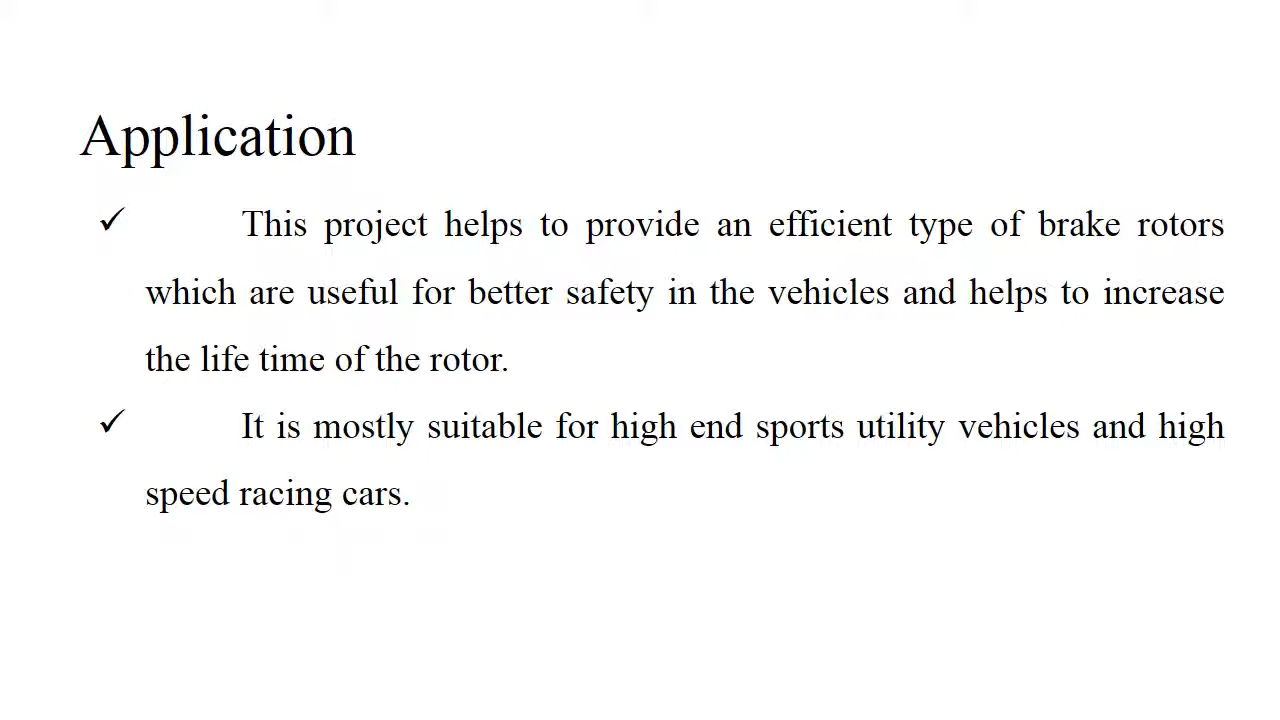 Application
✓ This project helps to provide an efficient type of brake rotors
which are useful for better safety in the vehicles and helps to increase
the life time of the rotor.
✓ It is mostly suitable for high end sports utility vehicles and high
speed racing cars.